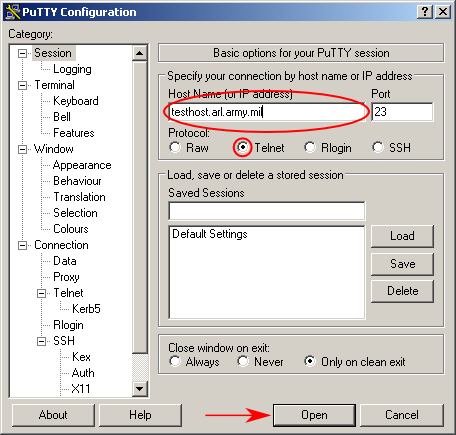 PuTTY Configuration
Category:
Session
Logging
Terminal
Keyboard
Bell
Features
Window
Appearance
Behaviour
Translation
Selection
Colours
Connection
Data
Proxy
Telnet
Kerb5
Rlogin
SSH
Kex
Auth
X11
Basic options for your PuTTY session
Specify your connection by host name or IP address
Host Name (or IP address) Port
testhost.arl.army.mil 23
Protocol:
Raw Telnet Rlogin SSH
Load, save or delete a stored session
Saved Sessions
Default Settings
Load
Save
Delete
Close window on exit:
Always Never Only on clean exit
About Help Open Cancel